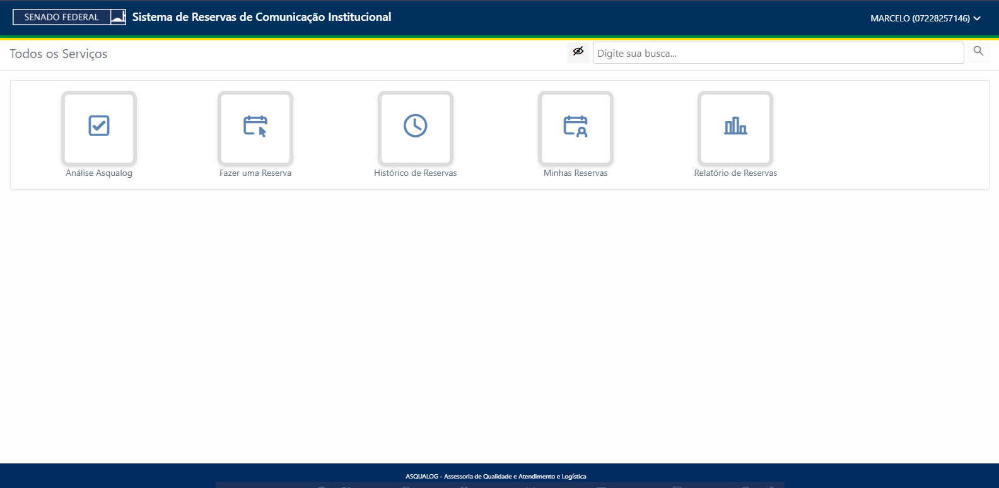 SENADO FEDERAL
Sistema de Reservas de Comunicação Institucional
MARCELO (07228257146)
Todos os Serviços
Digite sua busca...
Análise Asqualog
Fazer uma Reserva
Histórico de Reservas
Minhas Reservas
Relatório de Reservas
ASQUALOG - Assessoria de Qualidade e Atendimento e Logística